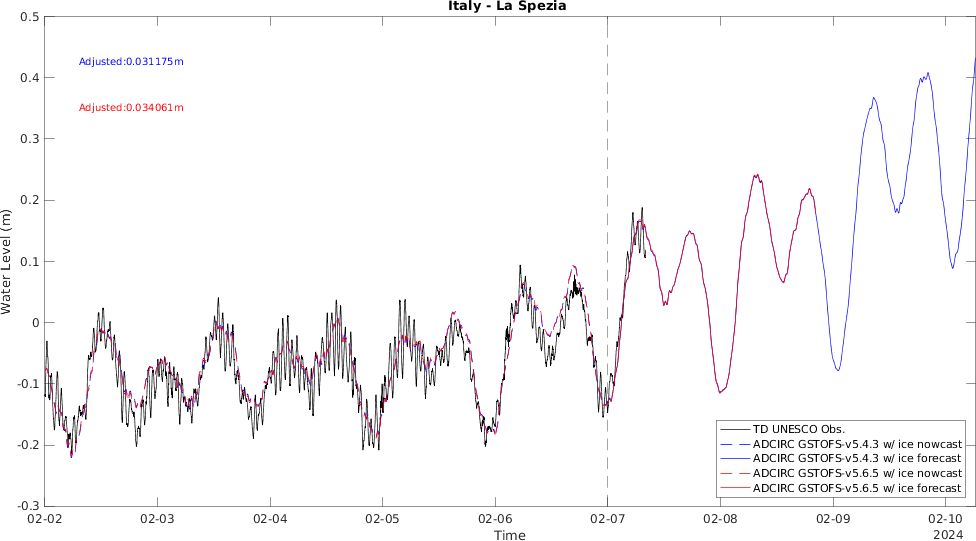 Italy - La Spezia
0.5
Adjusted:0.031175m
0.4
Adjusted:0.034061m
0.3
0.2
0.1
0
-0.1
-0.2
-0.3
Water Level (m)
TD UNESCO Obs.
ADCIRC GSTOFS-v5.4.3 w/ ice nowcast
ADCIRC GSTOFS-v5.4.3 w/ ice forecast
ADCIRC GSTOFS-v5.6.5 w/ ice nowcast
ADCIRC GSTOFS-v5.6.5 w/ ice forecast
02-02 02-03 02-04 02-05 02-06 02-07 02-08 02-09 02-10
Time 2024